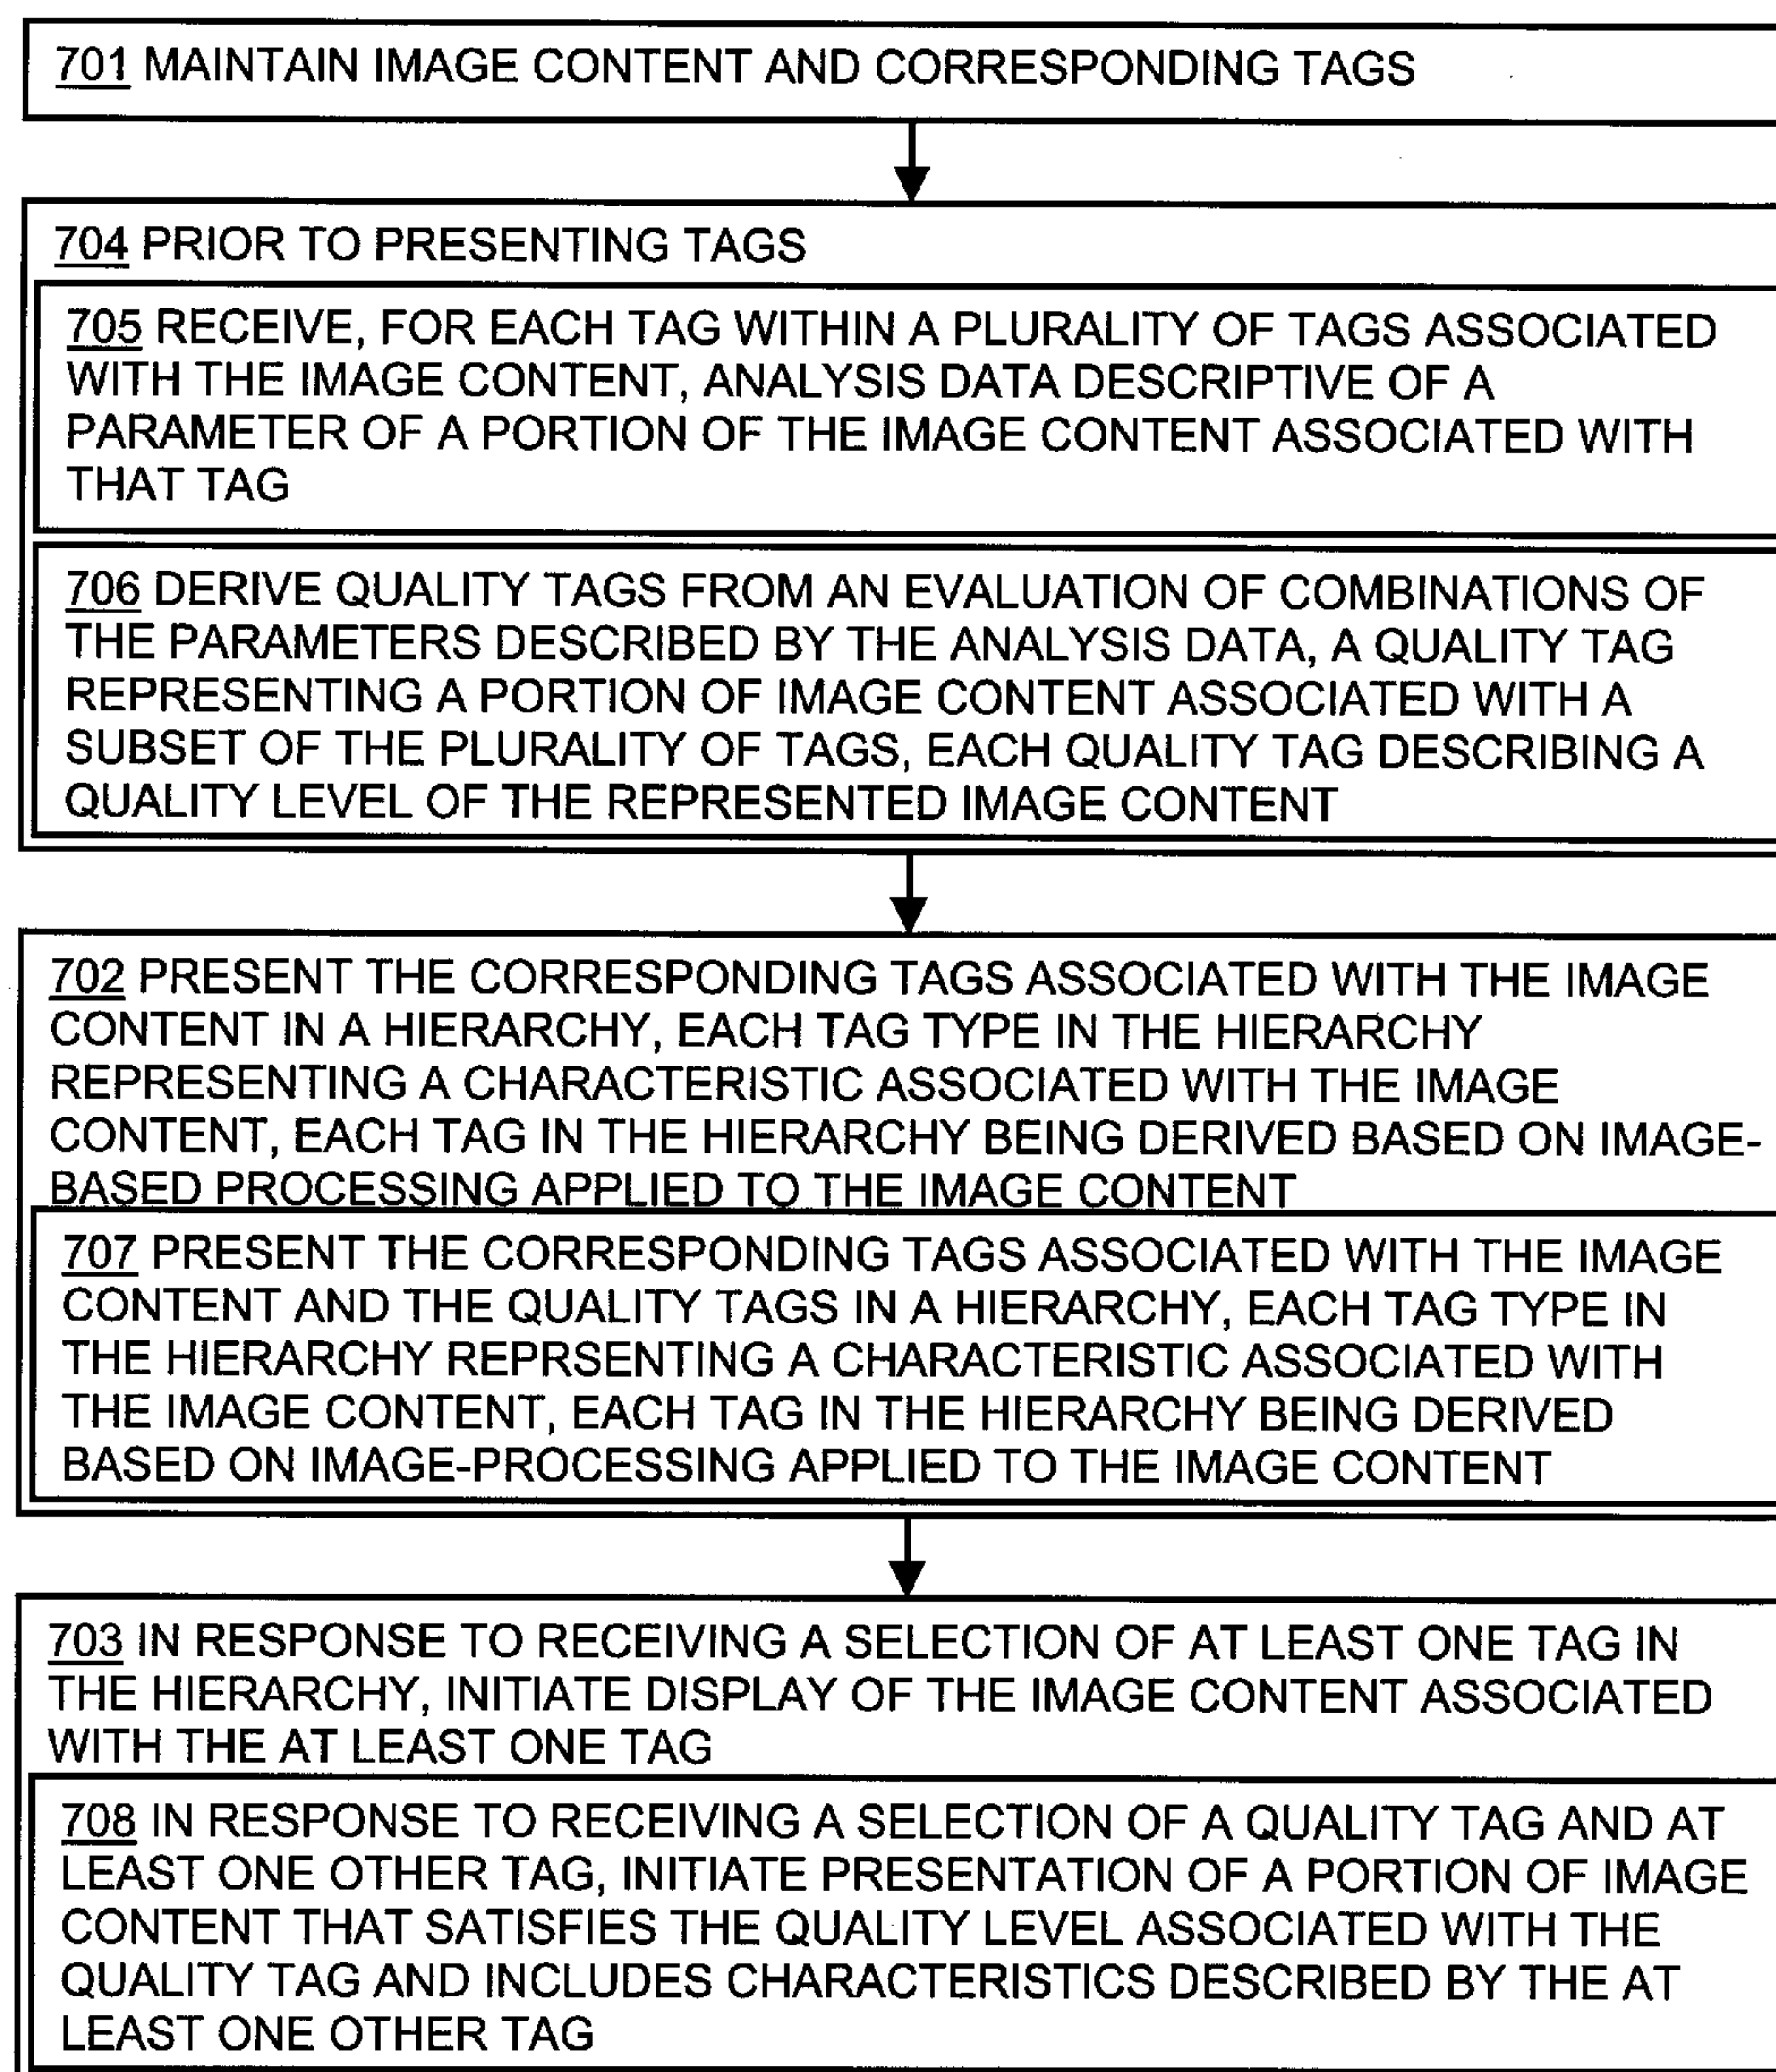 701 MAINTAIN IMAGE CONTENT AND CORRESPONDING TAGS
704 PRIOR TO PRESENTING TAGS
705 RECEIVE, FOR EACH TAG WITHIN A PLURALITY OF TAGS ASSOCIATED
WITH THE IMAGE CONTENT, ANALYSIS DATA DESCRIPTIVE OF A
PARAMETER OF A PORTION OF THE IMAGE CONTENT ASSOCIATED WITH
THAT TAG
706 DERIVE QUALITY TAGS FROM AN EVALUATION OF COMBINATIONS OF
THE PARAMETERS DESCRIBED BY THE ANALYSIS DATA, A QUALITY TAG
REPRESENTING A PORTION OF IMAGE CONTENT ASSOCIATED WITH A
SUBSET OF THE PLURALITY OF TAGS, EACH QUALITY TAG DESCRIBING A
QUALITY LEVEL OF THE REPRESENTED IMAGE CONTENT
702 PRESENT THE CORRESPONDING TAGS ASSOCIATED WITH THE IMAGE
CONTENT IN A HIERARCHY, EACH TAG TYPE IN THE HIERARCHY
REPRESENTING A CHARACTERISTIC ASSOCIATED WITH THE IMAGE
CONTENT, EACH TAG IN THE HIERARCHY BEING DERIVED BASED ON IMAGE-
BASED PROCESSING APPLIED TO THE IMAGE CONTENT
707 PRESENT THE CORRESPONDING TAGS ASSOCIATED WITH THE IMAGE
CONTENT AND THE QUALITY TAGS IN A HIERARCHY, EACH TAG TYPE IN
THE HIERARCHY REPRSENTING A CHARACTERISTIC ASSOCIATED WITH
THE IMAGE CONTENT, EACH TAG IN THE HIERARCHY BEING DERIVED
BASED ON IMAGE-PROCESSING APPLIED TO THE IMAGE CONTENT
703 IN RESPONSE TO RECEIVING A SELECTION OF AT LEAST ONE TAG IN
THE HIERARCHY, INITIATE DISPLAY OF THE IMAGE CONTENT ASSOCIATED
WITH THE AT LEAST ONE TAG
708 IN RESPONSE TO RECEIVING A SELECTION OF A QUALITY TAG AND AT
LEAST ONE OTHER TAG, INITIATE PRESENTATION OF A PORTION OF IMAGE
CONTENT THAT SATISFIES THE QUALITY LEVEL ASSOCIATED WITH THE
QUALITY TAG AND INCLUDES CHARACTERISTICS DESCRIBED BY THE AT
LEAST ONE OTHER TAG